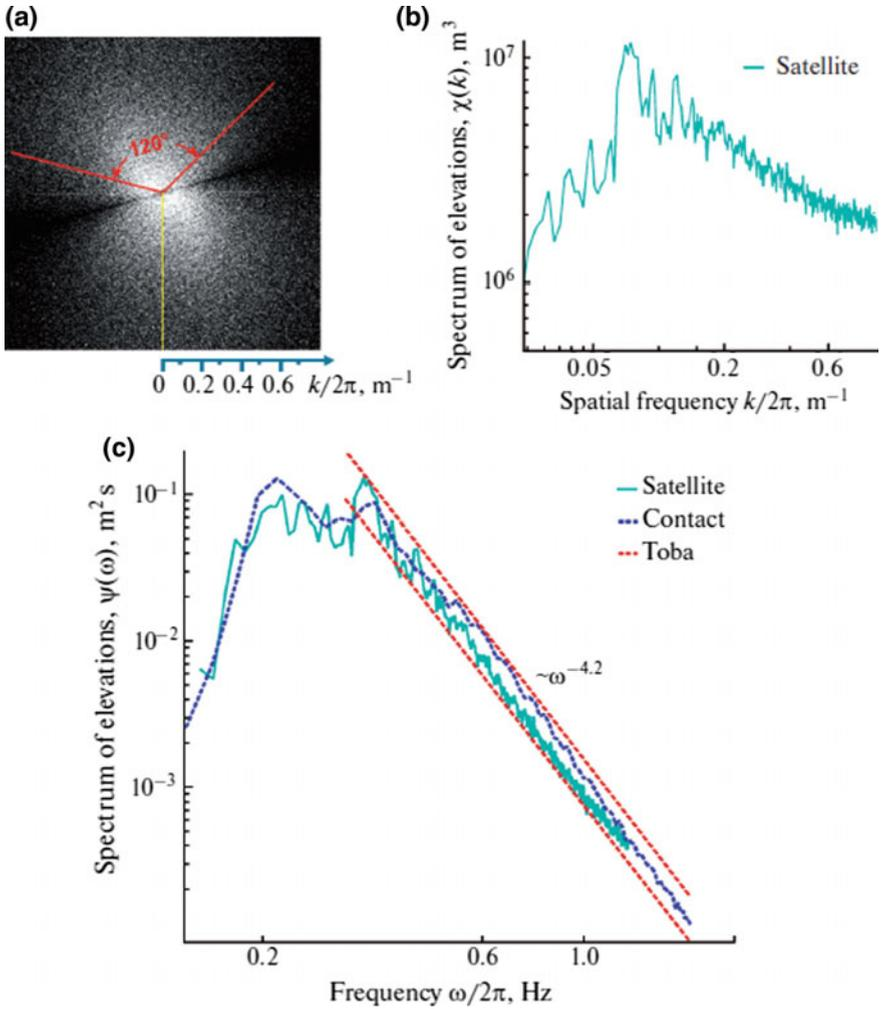 (a)
120°
0 0.2 0.4 0.6 k/2π, m⁻¹
(b)
Spectrum of elevations, χ(k), m³
10⁷
10⁶
Satellite
0.05 0.2 0.6
Spatial frequency k/2π, m⁻¹
(c)
Spectrum of elevations, ψ(ω), m² s
10⁻¹
10⁻²
10⁻³
Satellite
Contact
Toba
~ω⁻⁴·²
0.2 0.6 1.0
Frequency ω/2π, Hz